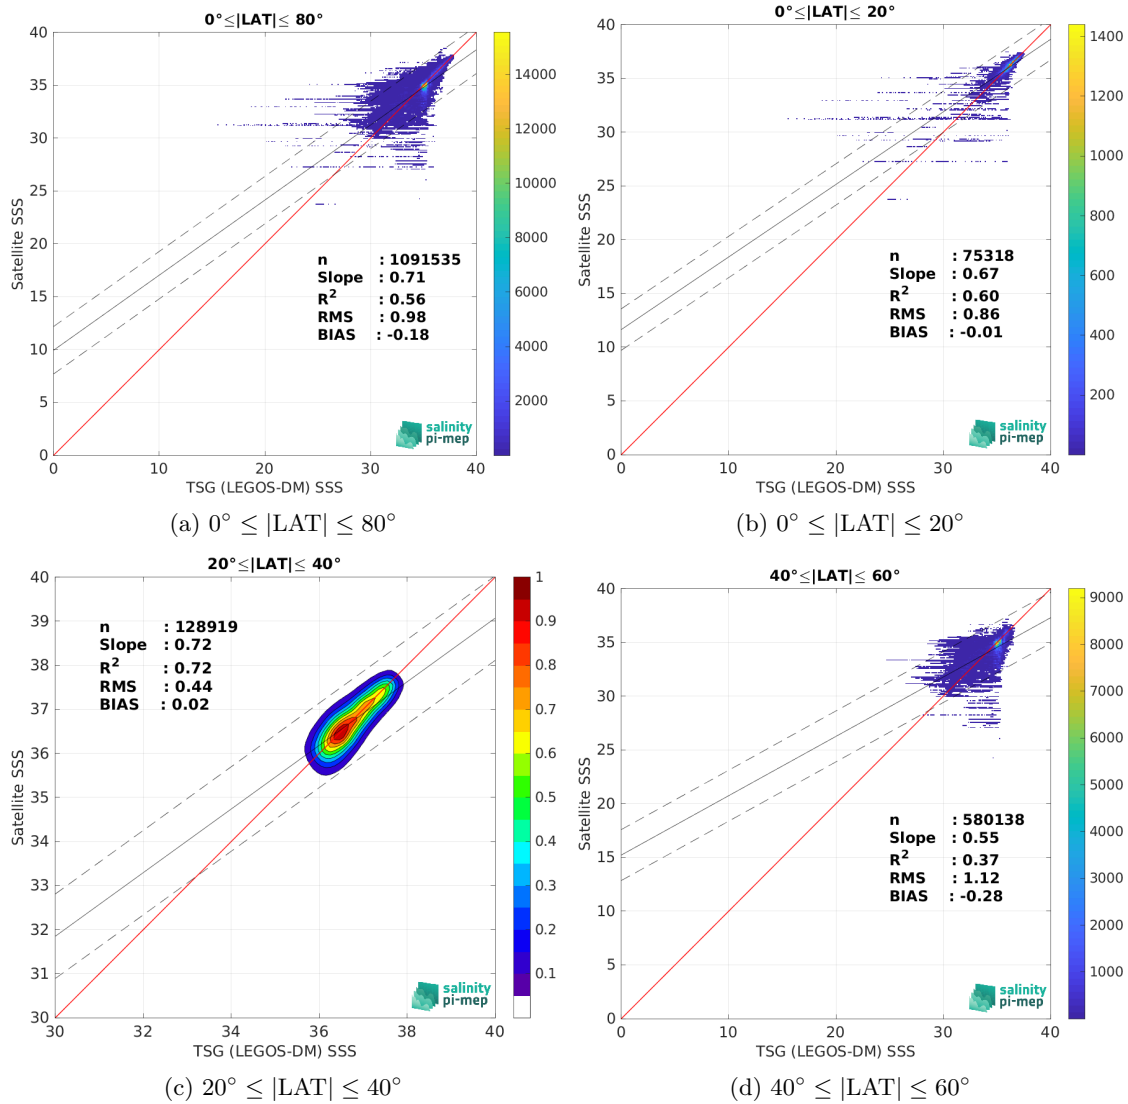 0°≤|LAT|≤ 80°
40
35
30
25
20
15
10
5
0
Satellite SSS
n : 1091535
Slope : 0.71
R² : 0.56
RMS : 0.98
BIAS : -0.18
salinity
pi-mep
0 10 20 30 40
TSG (LEGOS-DM) SSS
14000
12000
10000
8000
6000
4000
2000
(a) 0° ≤ |LAT| ≤ 80°
0°≤|LAT|≤ 20°
40
35
30
25
20
15
10
5
0
Satellite SSS
n : 75318
Slope : 0.67
R² : 0.60
RMS : 0.86
BIAS : -0.01
salinity
pi-mep
0 10 20 30 40
TSG (LEGOS-DM) SSS
1400
1200
1000
800
600
400
200
(b) 0° ≤ |LAT| ≤ 20°
20°≤|LAT|≤ 40°
40
39
38
37
36
35
34
33
32
31
30
Satellite SSS
n : 128919
Slope : 0.72
R² : 0.72
RMS : 0.44
BIAS : 0.02
salinity
pi-mep
30 32 34 36 38 40
TSG (LEGOS-DM) SSS
1
0.9
0.8
0.7
0.6
0.5
0.4
0.3
0.2
0.1
(c) 20° ≤ |LAT| ≤ 40°
40°≤|LAT|≤ 60°
40
35
30
25
20
15
10
5
0
Satellite SSS
n : 580138
Slope : 0.55
R² : 0.37
RMS : 1.12
BIAS : -0.28
salinity
pi-mep
0 10 20 30 40
TSG (LEGOS-DM) SSS
9000
8000
7000
6000
5000
4000
3000
2000
1000
(d) 40° ≤ |LAT| ≤ 60°